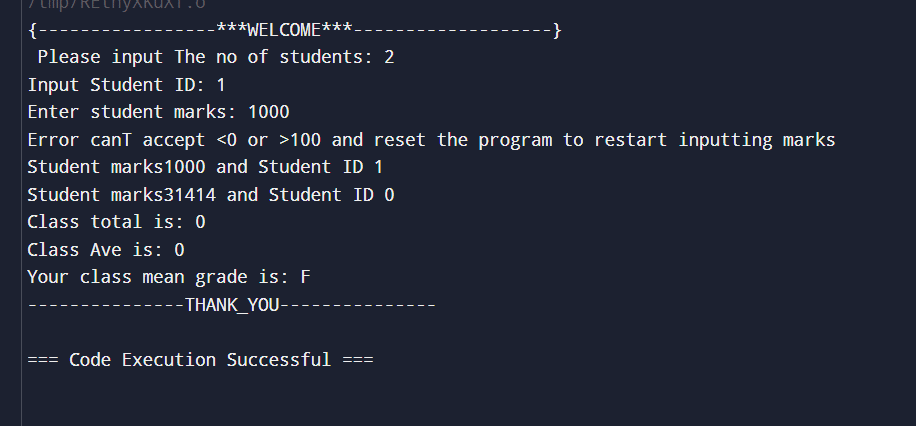 /tmp/REthyXKuXT.o
{-----------------***WELCOME***-------------------}
Please input The no of students: 2
Input Student ID: 1
Enter student marks: 1000
Error canT accept <0 or >100 and reset the program to restart inputting marks
Student marks1000 and Student ID 1
Student marks31414 and Student ID 0
Class total is: 0
Class Ave is: 0
Your class mean grade is: F
---------------THANK_YOU---------------
=== Code Execution Successful ===